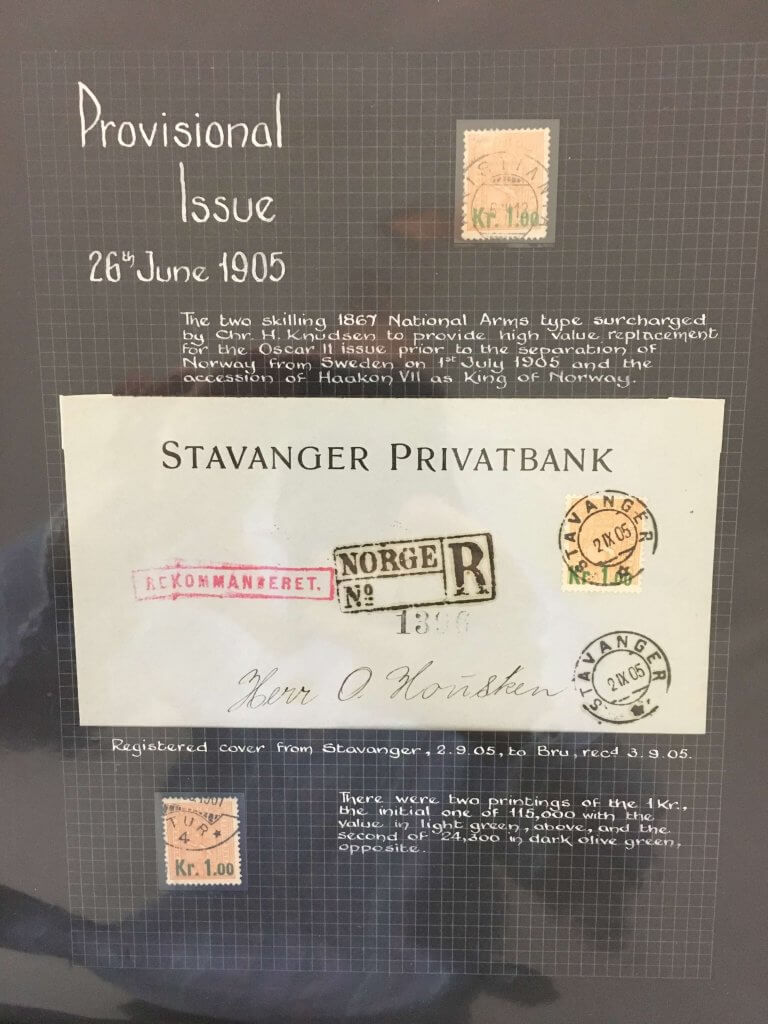 Provisional
Issue
26th June 1905
ISTIAN
Kr. 1.00
The two skilling 1867 National Arms type surcharged
by Chr. H. Knudsen to provide high value replacement
for the Oscar II issue prior to the separation of
Norway from Sweden on 1st July 1905 and the
accession of Haakon VII as King of Norway.
STAVANGER PRIVATBANK
STAVANGER
2 IX 05
Kr. 1.00
REKOMMANDERET.
NORGE R
No
STAVANGER
2 IX 05
Herr O.
Registered cover from Stavanger, 2.9.05, to Bru, recd 3.9.05.
TUR
4
Kr. 1.00
There were two printings of the 1Kr.,
the initial one of 115,000 with the
value in light green, above, and the
second of 24,300 in dark olive green,
opposite.